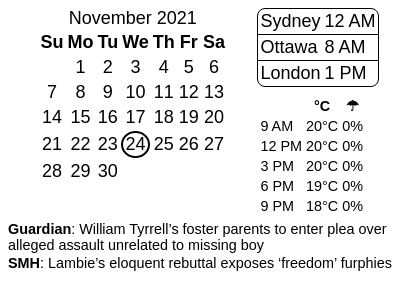 November 2021
Su Mo Tu We Th Fr Sa
1 2 3 4 5 6
7 8 9 10 11 12 13
14 15 16 17 18 19 20
21 22 23 24 25 26 27
28 29 30
Sydney 12 AM
Ottawa 8 AM
London 1 PM
°C ☂
9 AM 20°C 0%
12 PM 20°C 0%
3 PM 20°C 0%
6 PM 19°C 0%
9 PM 18°C 0%
Guardian: William Tyrrell’s foster parents to enter plea over
alleged assault unrelated to missing boy
SMH: Lambie’s eloquent rebuttal exposes ‘freedom’ furphies